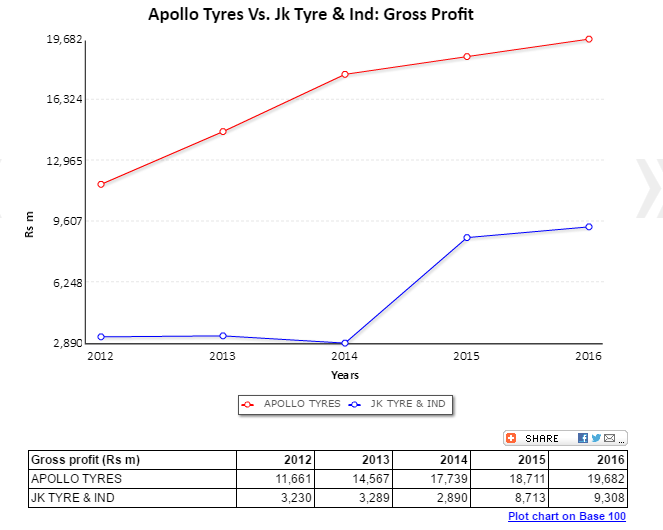 Apollo Tyres Vs. Jk Tyre & Ind: Gross Profit
19,682
16,324
12,965
9,607
6,248
2,890
Rs m
2012 2013 2014 2015 2016
Years
APOLLO TYRES JK TYRE & IND
SHARE ...
Gross profit (Rs m) 2012 2013 2014 2015 2016
APOLLO TYRES 11,661 14,567 17,739 18,711 19,682
JK TYRE & IND 3,230 3,289 2,890 8,713 9,308
Plot chart on Base 100